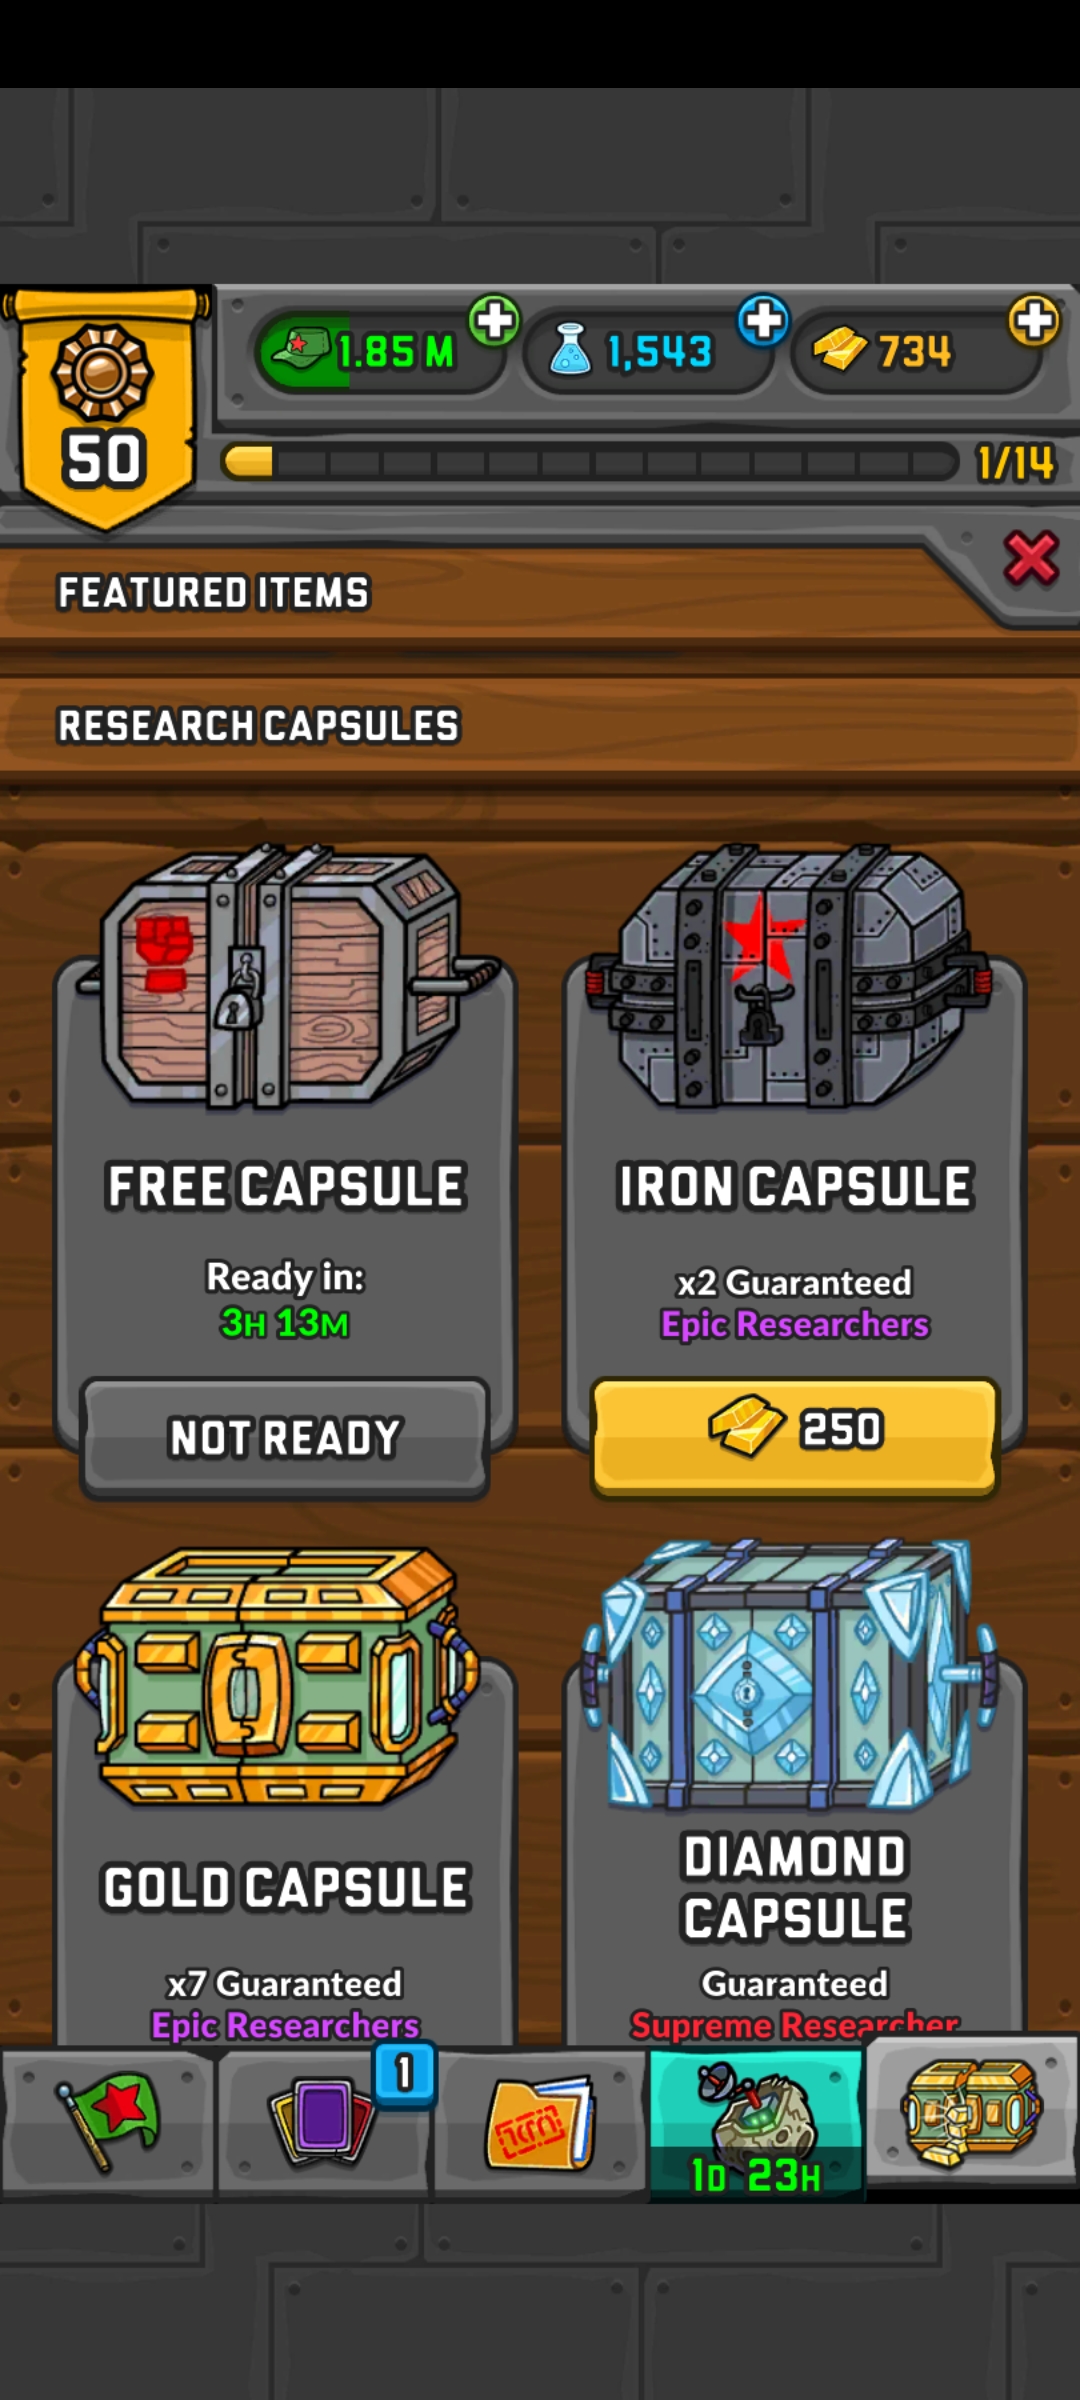 1.85 M
1,543
734
50
1/14
FEATURED ITEMS
RESEARCH CAPSULES
FREE CAPSULE
Ready in:
3H 13M
NOT READY
IRON CAPSULE
x2 Guaranteed
Epic Researchers
250
GOLD CAPSULE
x7 Guaranteed
Epic Researchers
DIAMOND
CAPSULE
Guaranteed
Supreme Researcher
1
1D 23H